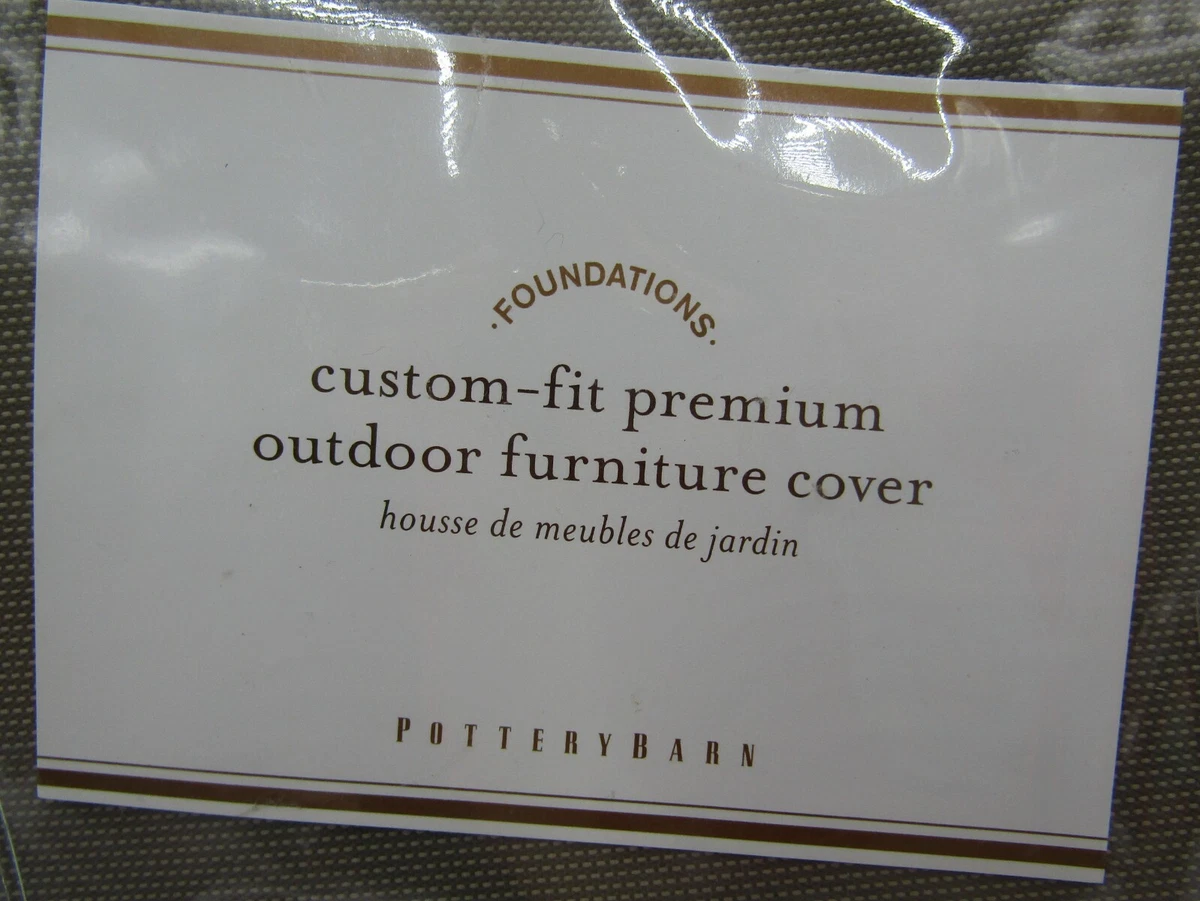 ·FOUNDATIONS·
custom-fit premium
outdoor furniture cover
housse de meubles de jardin
POTTERYBARN